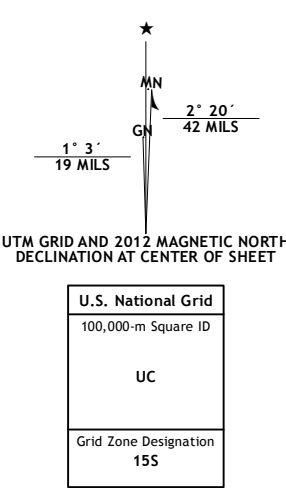 ★
MN
GN
2° 20´
42 MILS
1° 3´
19 MILS
UTM GRID AND 2012 MAGNETIC NORTH
DECLINATION AT CENTER OF SHEET
U.S. National Grid
100,000-m Square ID
UC
Grid Zone Designation
15S